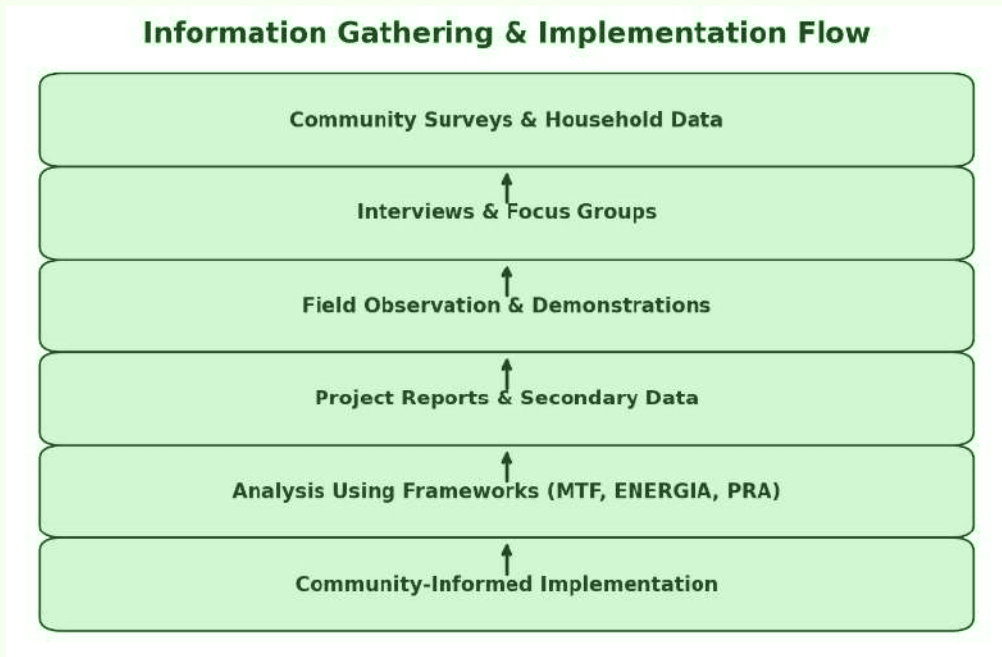 Information Gathering & Implementation Flow
Community Surveys & Household Data
Interviews & Focus Groups
Field Observation & Demonstrations
Project Reports & Secondary Data
Analysis Using Frameworks (MTF, ENERGIA, PRA)
Community-Informed Implementation